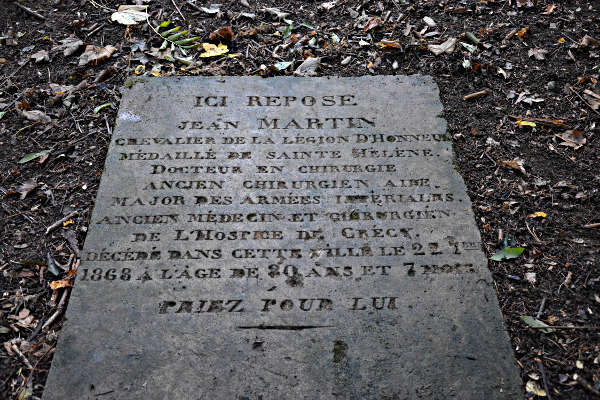 ICI REPOSE
JEAN MARTIN
CHEVALIER DE LA LÉGION D'HONNEUR
MÉDAILLÉ DE SAINTE HÉLÈNE.
DOCTEUR EN CHIRURGIE
ANCIEN CHIRURGIEN AIDE.
MAJOR DES ARMÉES IMPÉRIALES.
ANCIEN MÉDECIN ET CHIRURGIEN.
DE L'HOSPICE DE CRÉCY.
DÉCÉDÉ DANS CETTE VILLE LE 22
1868 À L'ÂGE DE 80 ANS ET 7 MOIS
PRIEZ POUR LUI